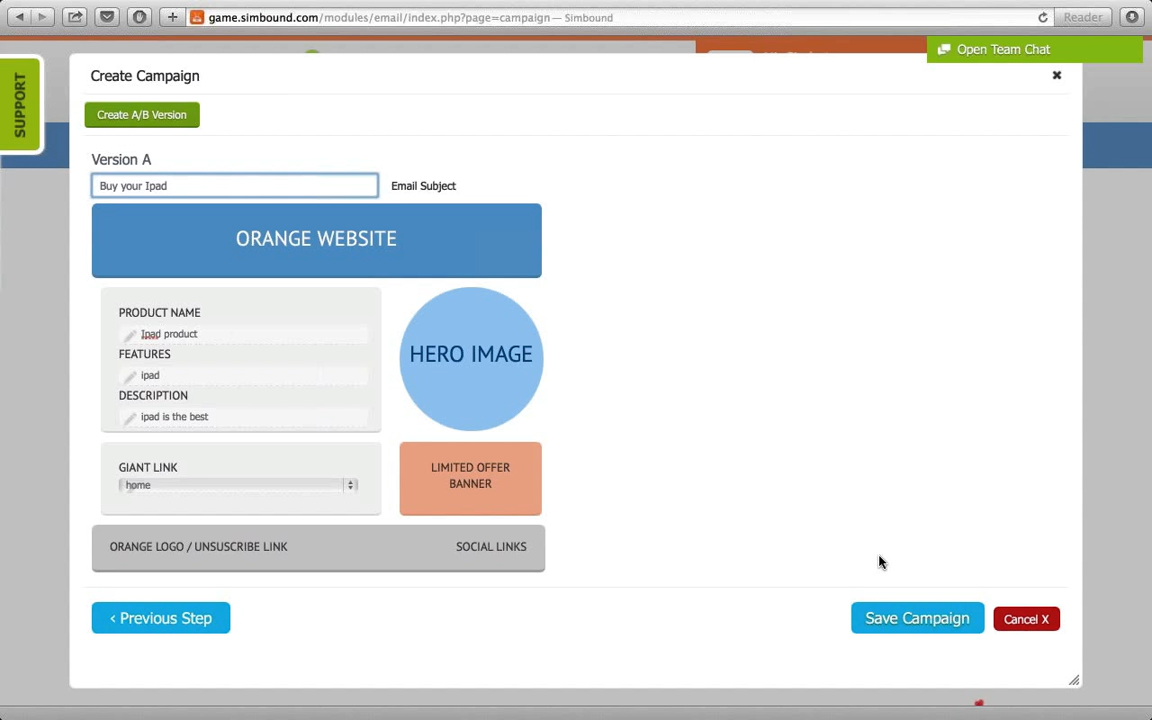 game.simbound.com/modules/email/index.php?page=campaign — Simbound
Reader
Open Team Chat
SUPPORT
Create Campaign
Create A/B Version
Version A
Buy your Ipad
Email Subject
ORANGE WEBSITE
PRODUCT NAME
Ipad product
FEATURES
ipad
DESCRIPTION
ipad is the best
HERO IMAGE
GIANT LINK
home
LIMITED OFFER
BANNER
ORANGE LOGO / UNSUSCRIBE LINK
SOCIAL LINKS
‹ Previous Step
Save Campaign
Cancel X